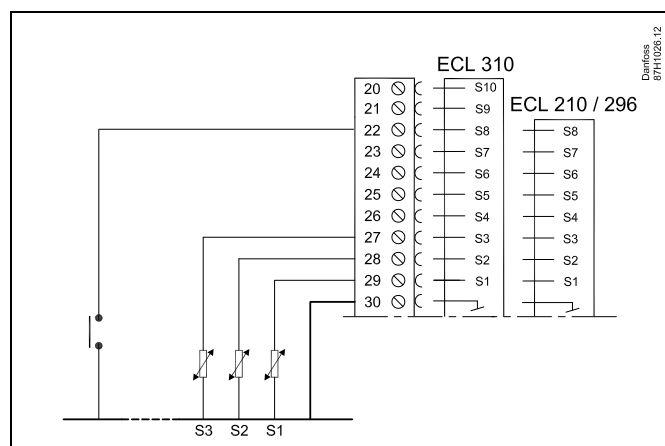 Danfoss
87H1026.12
ECL 310
ECL 210 / 296
20 S10
21 S9
22 S8 S8
23 S7 S7
24 S6 S6
25 S5 S5
26 S4 S4
27 S3 S3
28 S2 S2
29 S1 S1
30
S3 S2 S1